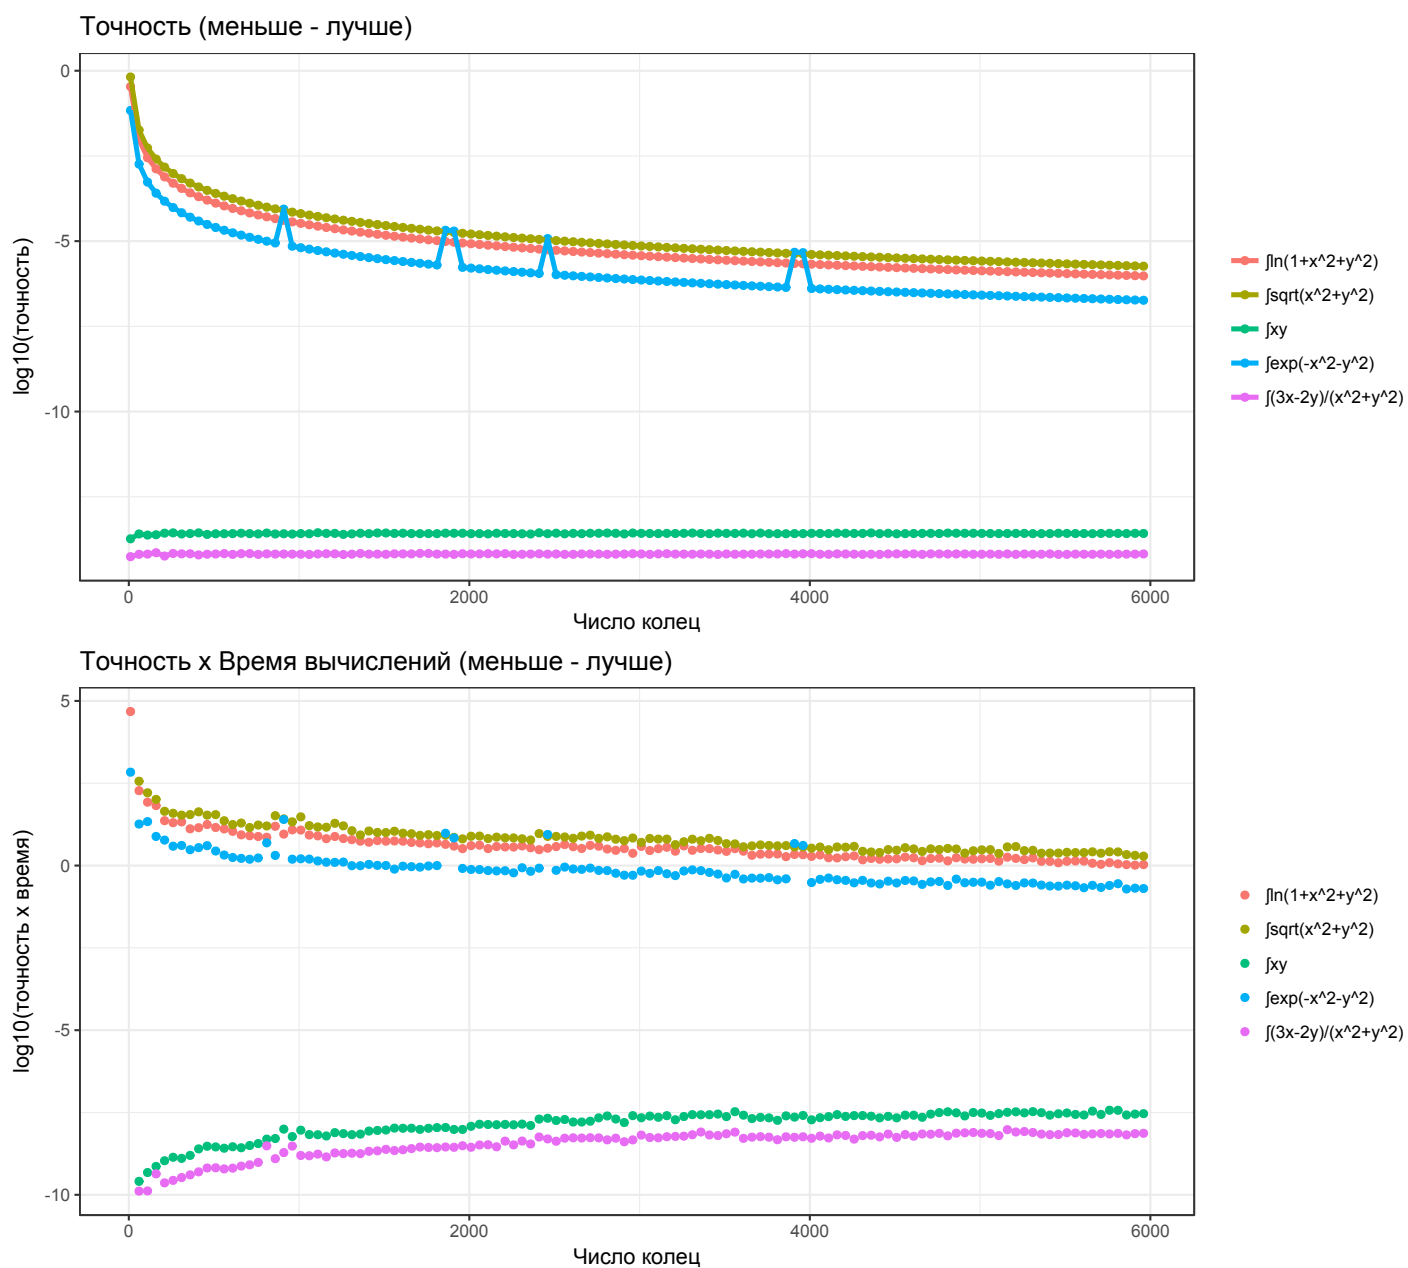 Точность (меньше - лучше)
log10(точность)
0
-5
-10
0
2000
4000
6000
Число колец
∫ln(1+x^2+y^2)
∫sqrt(x^2+y^2)
∫xy
∫exp(-x^2-y^2)
∫(3x-2y)/(x^2+y^2)
Точность x Время вычислений (меньше - лучше)
log10(точность x время)
5
0
-5
-10
0
2000
4000
6000
Число колец
∫ln(1+x^2+y^2)
∫sqrt(x^2+y^2)
∫xy
∫exp(-x^2-y^2)
∫(3x-2y)/(x^2+y^2)